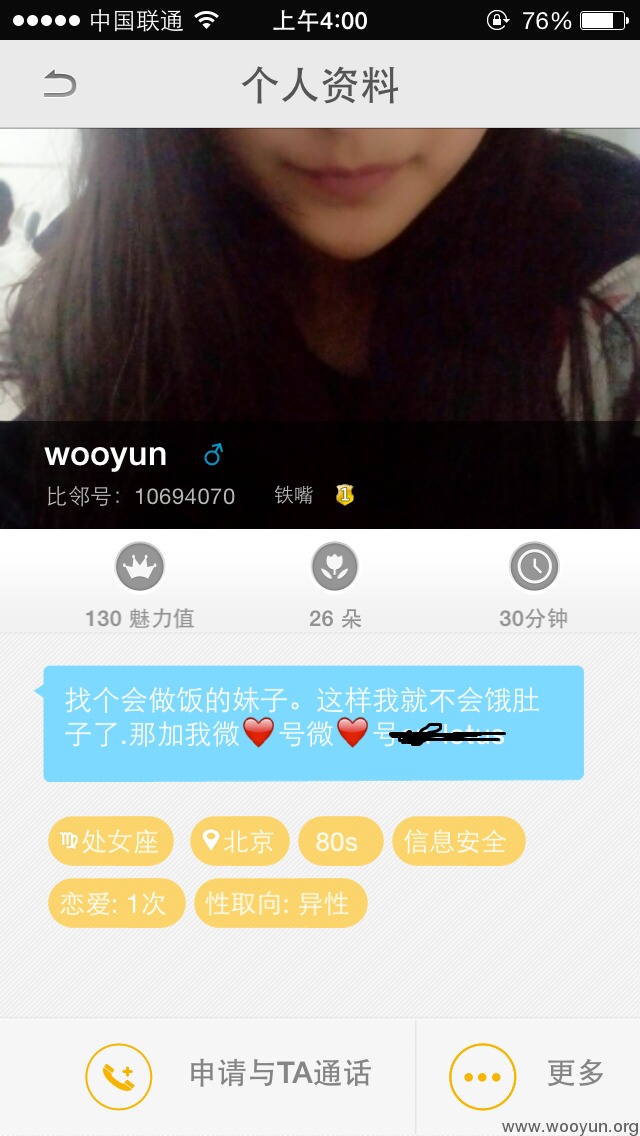 中国联通 上午4:00 76%
个人资料
wooyun
比邻号：10694070 铁嘴 1
130 魅力值 26 朵 30分钟
找个会做饭的妹子。这样我就不会饿肚
子了.那加我微❤️号微❤️号
处女座 北京 80s 信息安全
恋爱: 1次 性取向: 异性
申请与TA通话 更多
www.wooyun.org